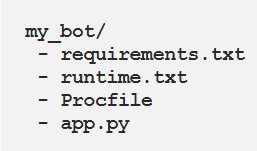 my_bot/
- requirements.txt
- runtime.txt
- Procfile
- app.py